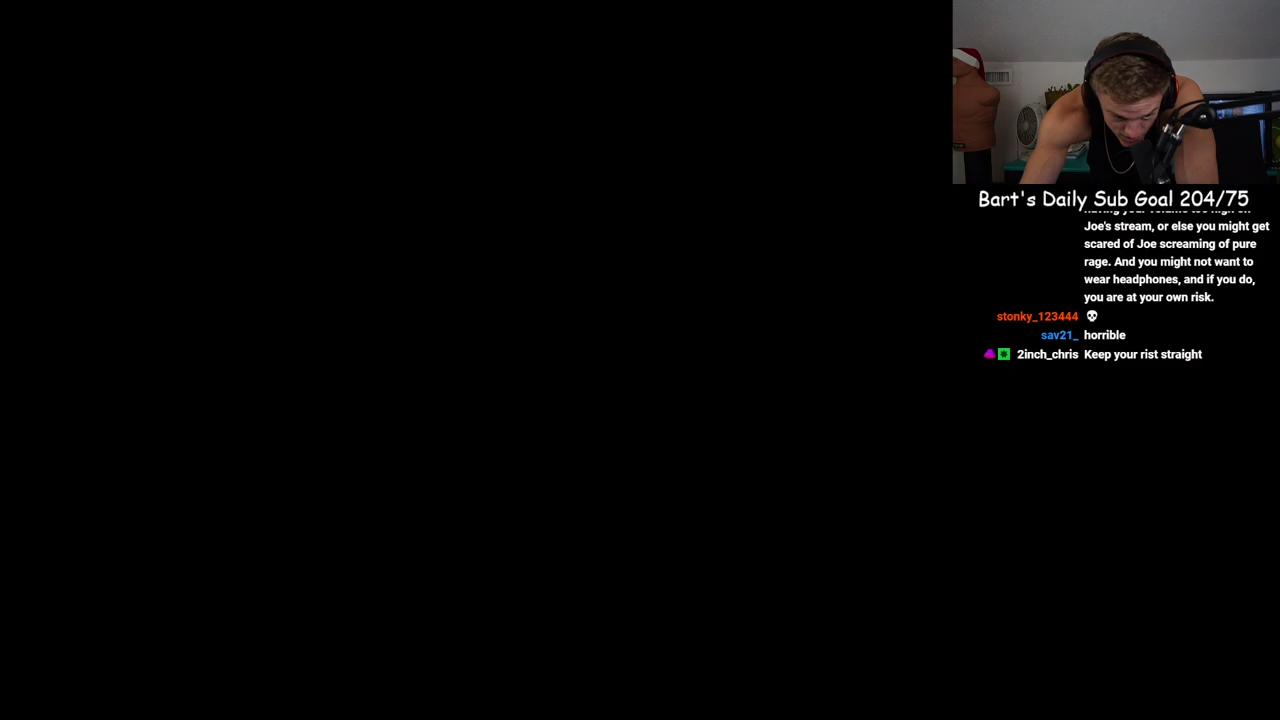 Bart's Daily Sub Goal 204/75
Joe's stream, or else you might get
scared of Joe screaming of pure
rage. And you might not want to
wear headphones, and if you do,
you are at your own risk.
stonky_123444 💀
sav21_ horrible
2inch_chris Keep your rist straight